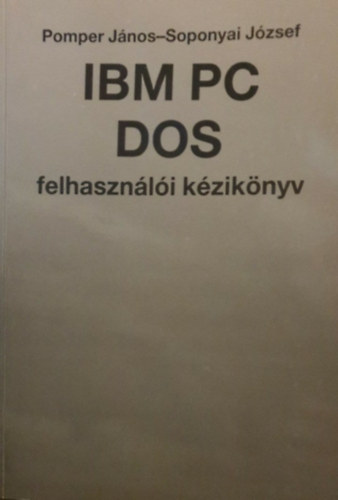 Pomper János–Soponyai József
IBM PC
DOS
felhasználói kézikönyv